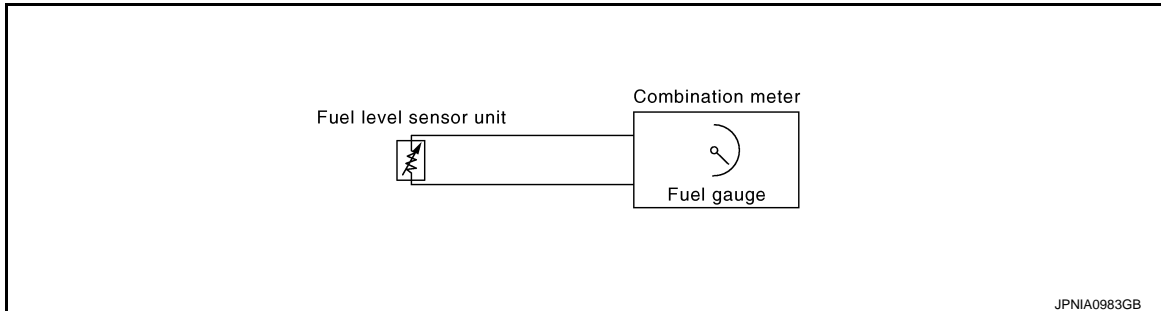 Combination meter
Fuel level sensor unit
Fuel gauge
JPNIA0983GB